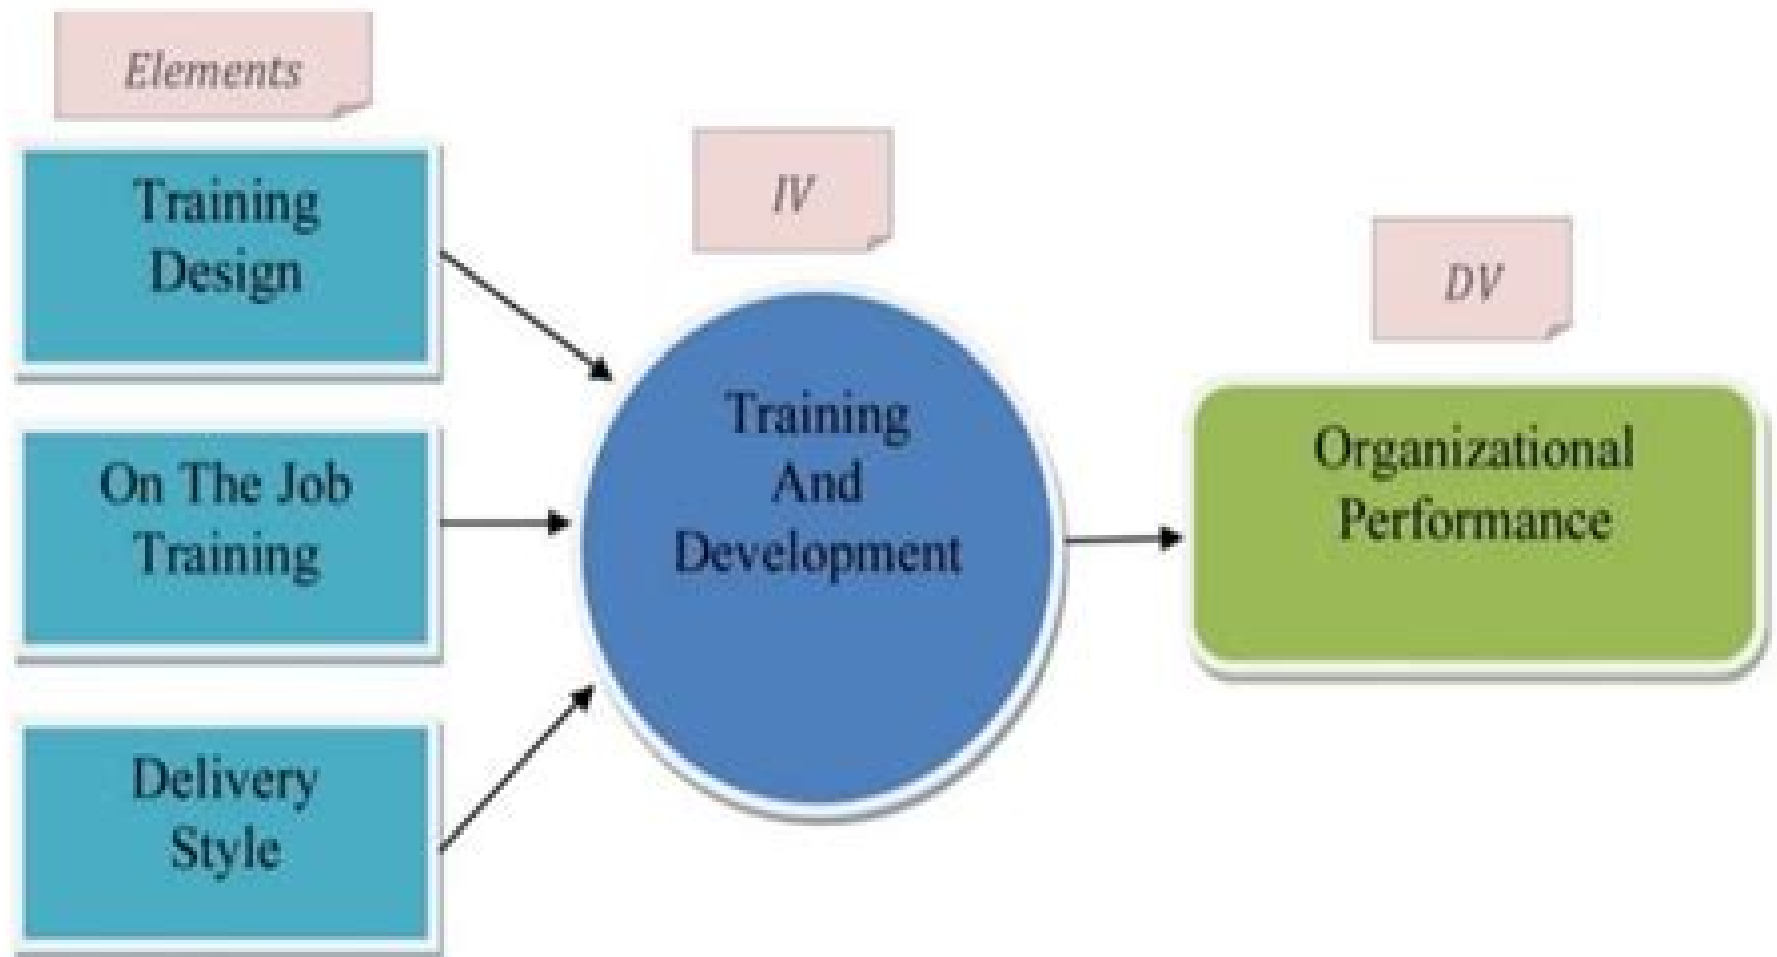 Elements
Training
Design
On The Job
Training
Delivery
Style
IV
Training
And
Development
DV
Organizational
Performance